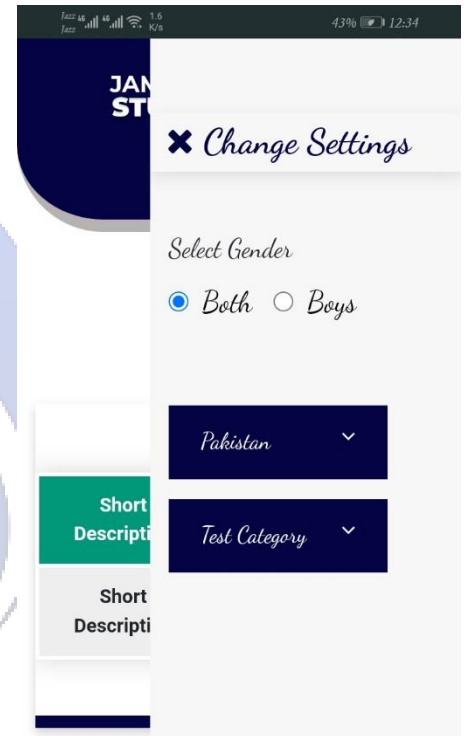 Jazz 4G 4G 1.6
Jazz K/s
43% 12:34
JAN
STU
Change Settings
Select Gender
Both Boys
Pakistan
Test Category
Short
Descripti
Short
Descripti